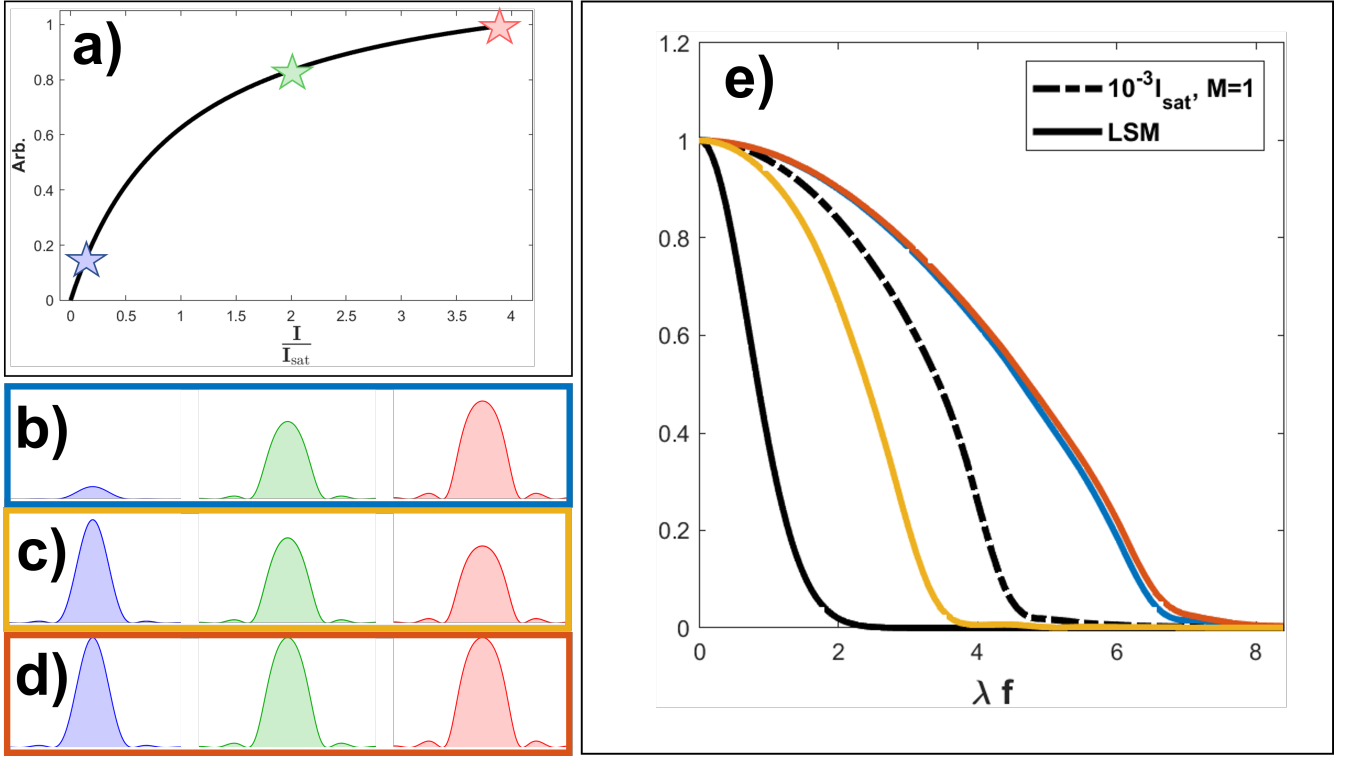 a)
Arb.
1
0.8
0.6
0.4
0.2
0
0 0.5 1 1.5 2 2.5 3 3.5 4
I
I_sat
b)
c)
d)
e)
10^-3 I_sat, M=1
LSM
1.2
1
0.8
0.6
0.4
0.2
0
0 2 4 6 8
λ f